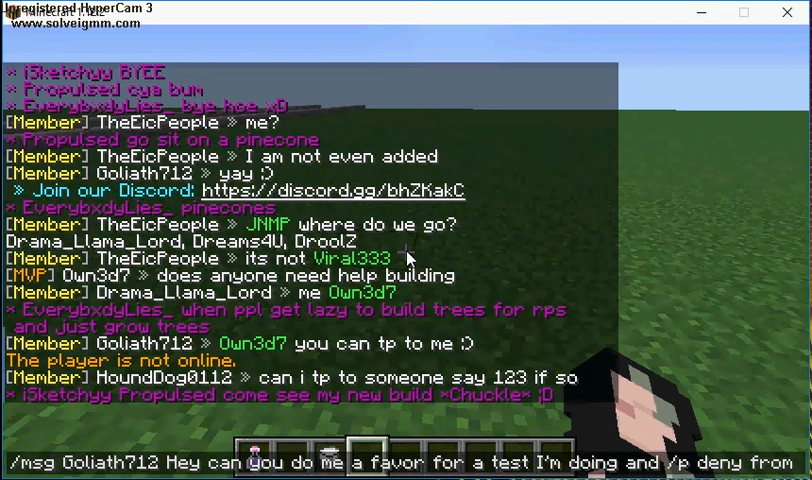 Unregistered HyperCam 3
Minecraft 1.12.2
www.solveigmm.com
* iSketchyy BYEE
* Propulsed cya bum
* EverybxdyLies_ bye hoe xD
[Member] TheEicPeople » me?
* Propulsed go sit on a pinecone
[Member] TheEicPeople » I am not even added
[Member] Goliath712 » yay :)
» Join our Discord: https://discord.gg/bhZKakC
* EverybxdyLies_ pinecones
[Member] TheEicPeople » JNMP where do we go?
Drama_Llama_Lord, Dreams4U, DroolZ
[Member] TheEicPeople » its not Viral333
[MVP] Own3d7 » does anyone need help building
[Member] Drama_Llama_Lord » me Own3d7
* EverybxdyLies_ when ppl get lazy to build trees for rps
and just grow trees
[Member] Goliath712 » Own3d7 you can tp to me :)
The player is not online.
[Member] HoundDog0112 » can i tp to someone say 123 if so
* iSketchyy Propulsed come see my new build *Chuckle* ;D
/msg Goliath712 Hey can you do me a favor for a test I'm doing and /p deny from